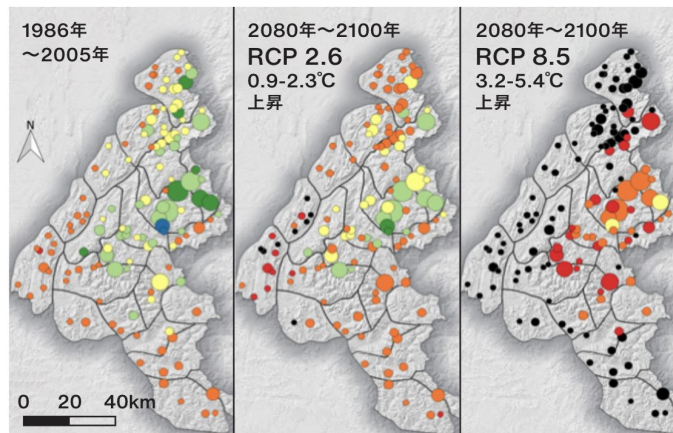 1986年
～2005年
2080年～2100年
RCP 2.6
0.9-2.3℃
上昇
2080年～2100年
RCP 8.5
3.2-5.4℃
上昇
N
0 20 40km